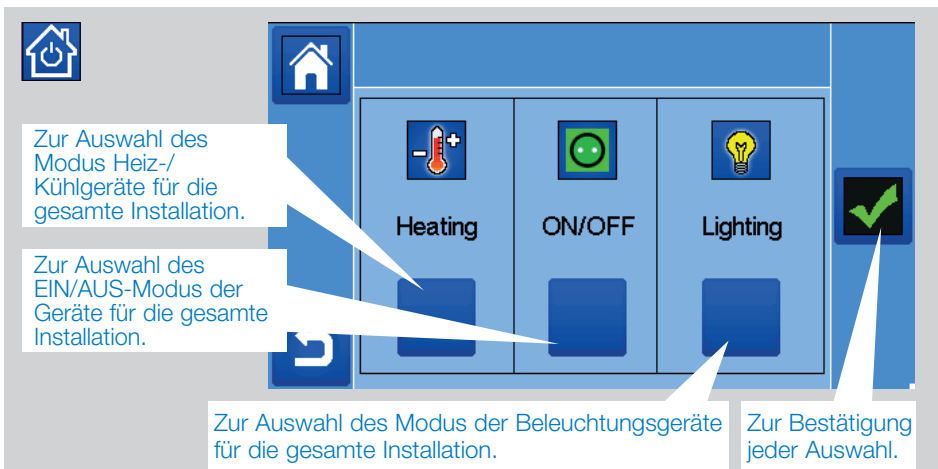 Zur Auswahl des
Modus Heiz-/
Kühlgeräte für die
gesamte Installation.
Heating
ON/OFF
Lighting
Zur Auswahl des
EIN/AUS-Modus der
Geräte für die gesamte
Installation.
Zur Auswahl des Modus der Beleuchtungsgeräte
für die gesamte Installation.
Zur Bestätigung
jeder Auswahl.